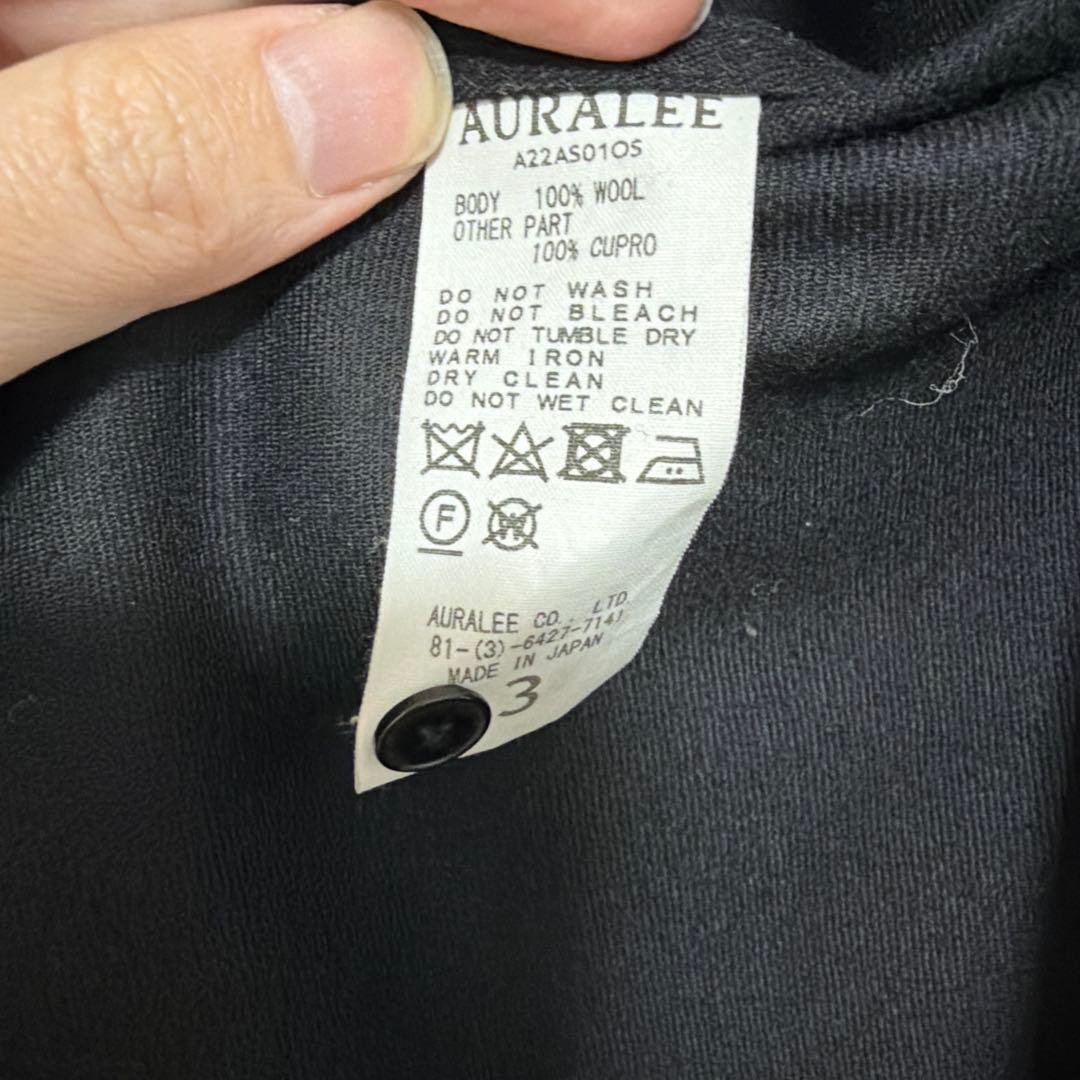 AURALEE
A22AS01OS
BODY 100% WOOL
OTHER PART
100% CUPRO
DO NOT WASH
DO NOT BLEACH
DO NOT TUMBLE DRY
WARM IRON
DRY CLEAN
DO NOT WET CLEAN
F W
AURALEE CO., LTD.
81-(3)-6427-7141
MADE IN JAPAN
3